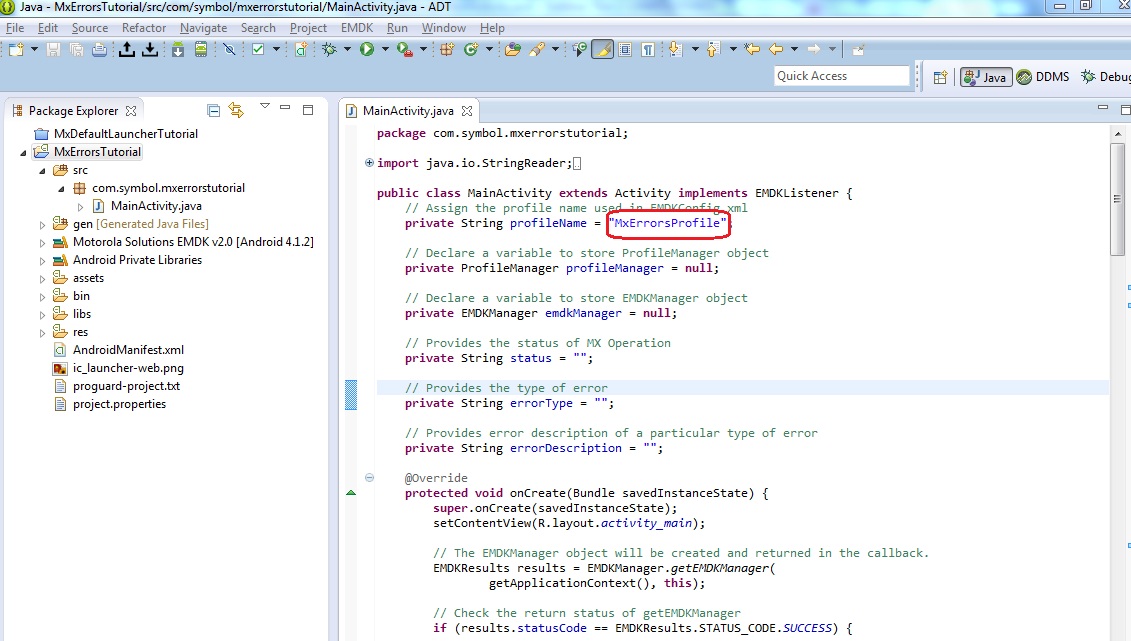 Java - MxErrorsTutorial/src/com/symbol/mxerrorstutorial/MainActivity.java - ADT
File Edit Source Refactor Navigate Search Project EMDK Run Window Help
Quick Access
Java
DDMS
Debug
Package Explorer
MxDefaultLauncherTutorial
MxErrorsTutorial
src
com.symbol.mxerrorstutorial
MainActivity.java
gen [Generated Java Files]
Motorola Solutions EMDK v2.0 [Android 4.1.2]
Android Private Libraries
assets
bin
libs
res
AndroidManifest.xml
ic_launcher-web.png
proguard-project.txt
project.properties
MainActivity.java
package com.symbol.mxerrorstutorial;
import java.io.StringReader;
public class MainActivity extends Activity implements EMDKListener {
// Assign the profile name used in EMDKConfig.xml
private String profileName = "MxErrorsProfile";
// Declare a variable to store ProfileManager object
private ProfileManager profileManager = null;
// Declare a variable to store EMDKManager object
private EMDKManager emdkManager = null;
// Provides the status of MX Operation
private String status = "";
// Provides the type of error
private String errorType = "";
// Provides error description of a particular type of error
private String errorDescription = "";
@Override
protected void onCreate(Bundle savedInstanceState) {
super.onCreate(savedInstanceState);
setContentView(R.layout.activity_main);
// The EMDKManager object will be created and returned in the callback.
EMDKResults results = EMDKManager.getEMDKManager(
getApplicationContext(), this);
// Check the return status of getEMDKManager
if (results.statusCode == EMDKResults.STATUS_CODE.SUCCESS) {